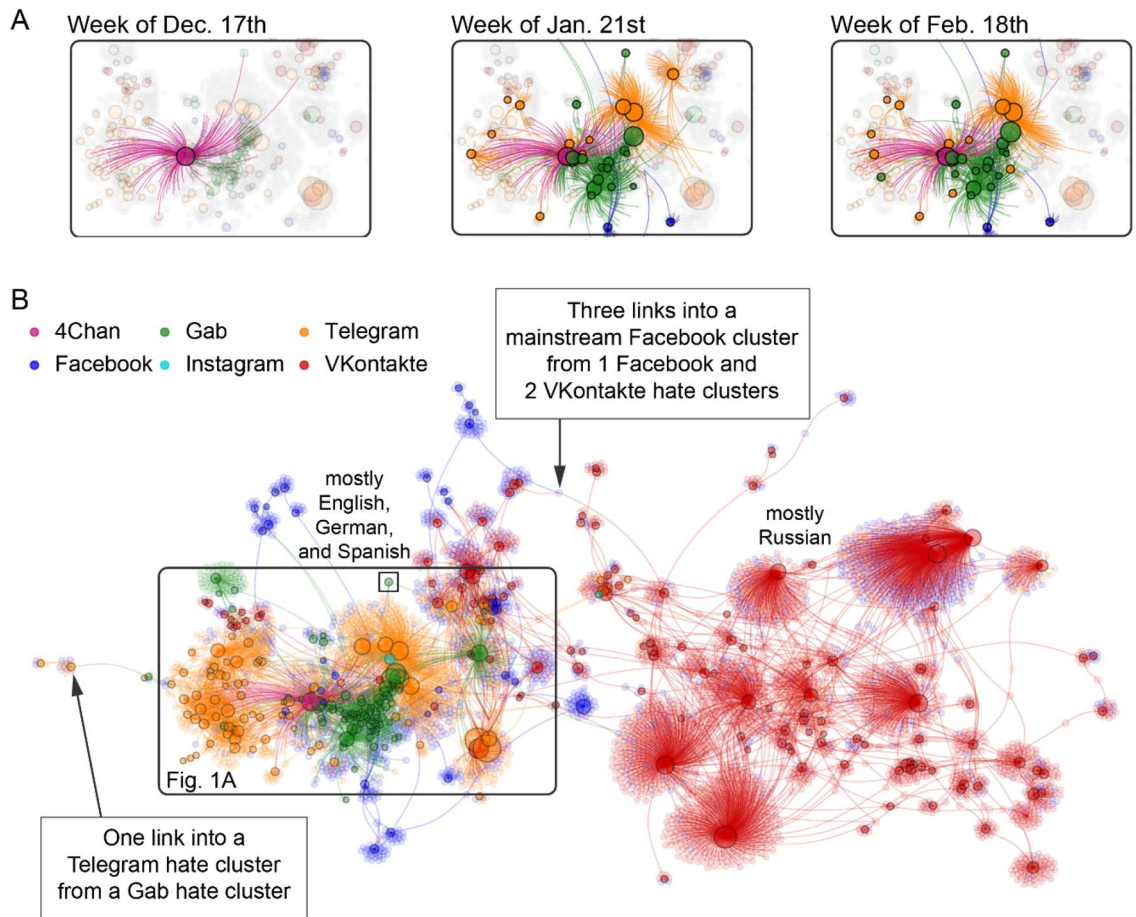 A
Week of Dec. 17th
Week of Jan. 21st
Week of Feb. 18th
B
4Chan
Gab
Telegram
Facebook
Instagram
VKontakte
Three links into a
mainstream Facebook cluster
from 1 Facebook and
2 VKontakte hate clusters
mostly
English,
German,
and Spanish
mostly
Russian
Fig. 1A
One link into a
Telegram hate cluster
from a Gab hate cluster